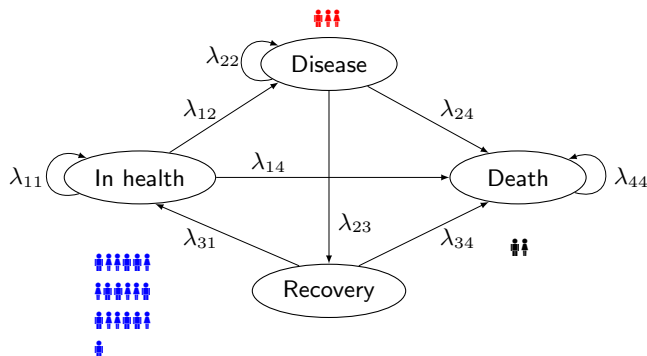 Disease
λ22
λ12
λ24
In health
λ11
λ14
Death
λ44
λ31
λ23
λ34
Recovery